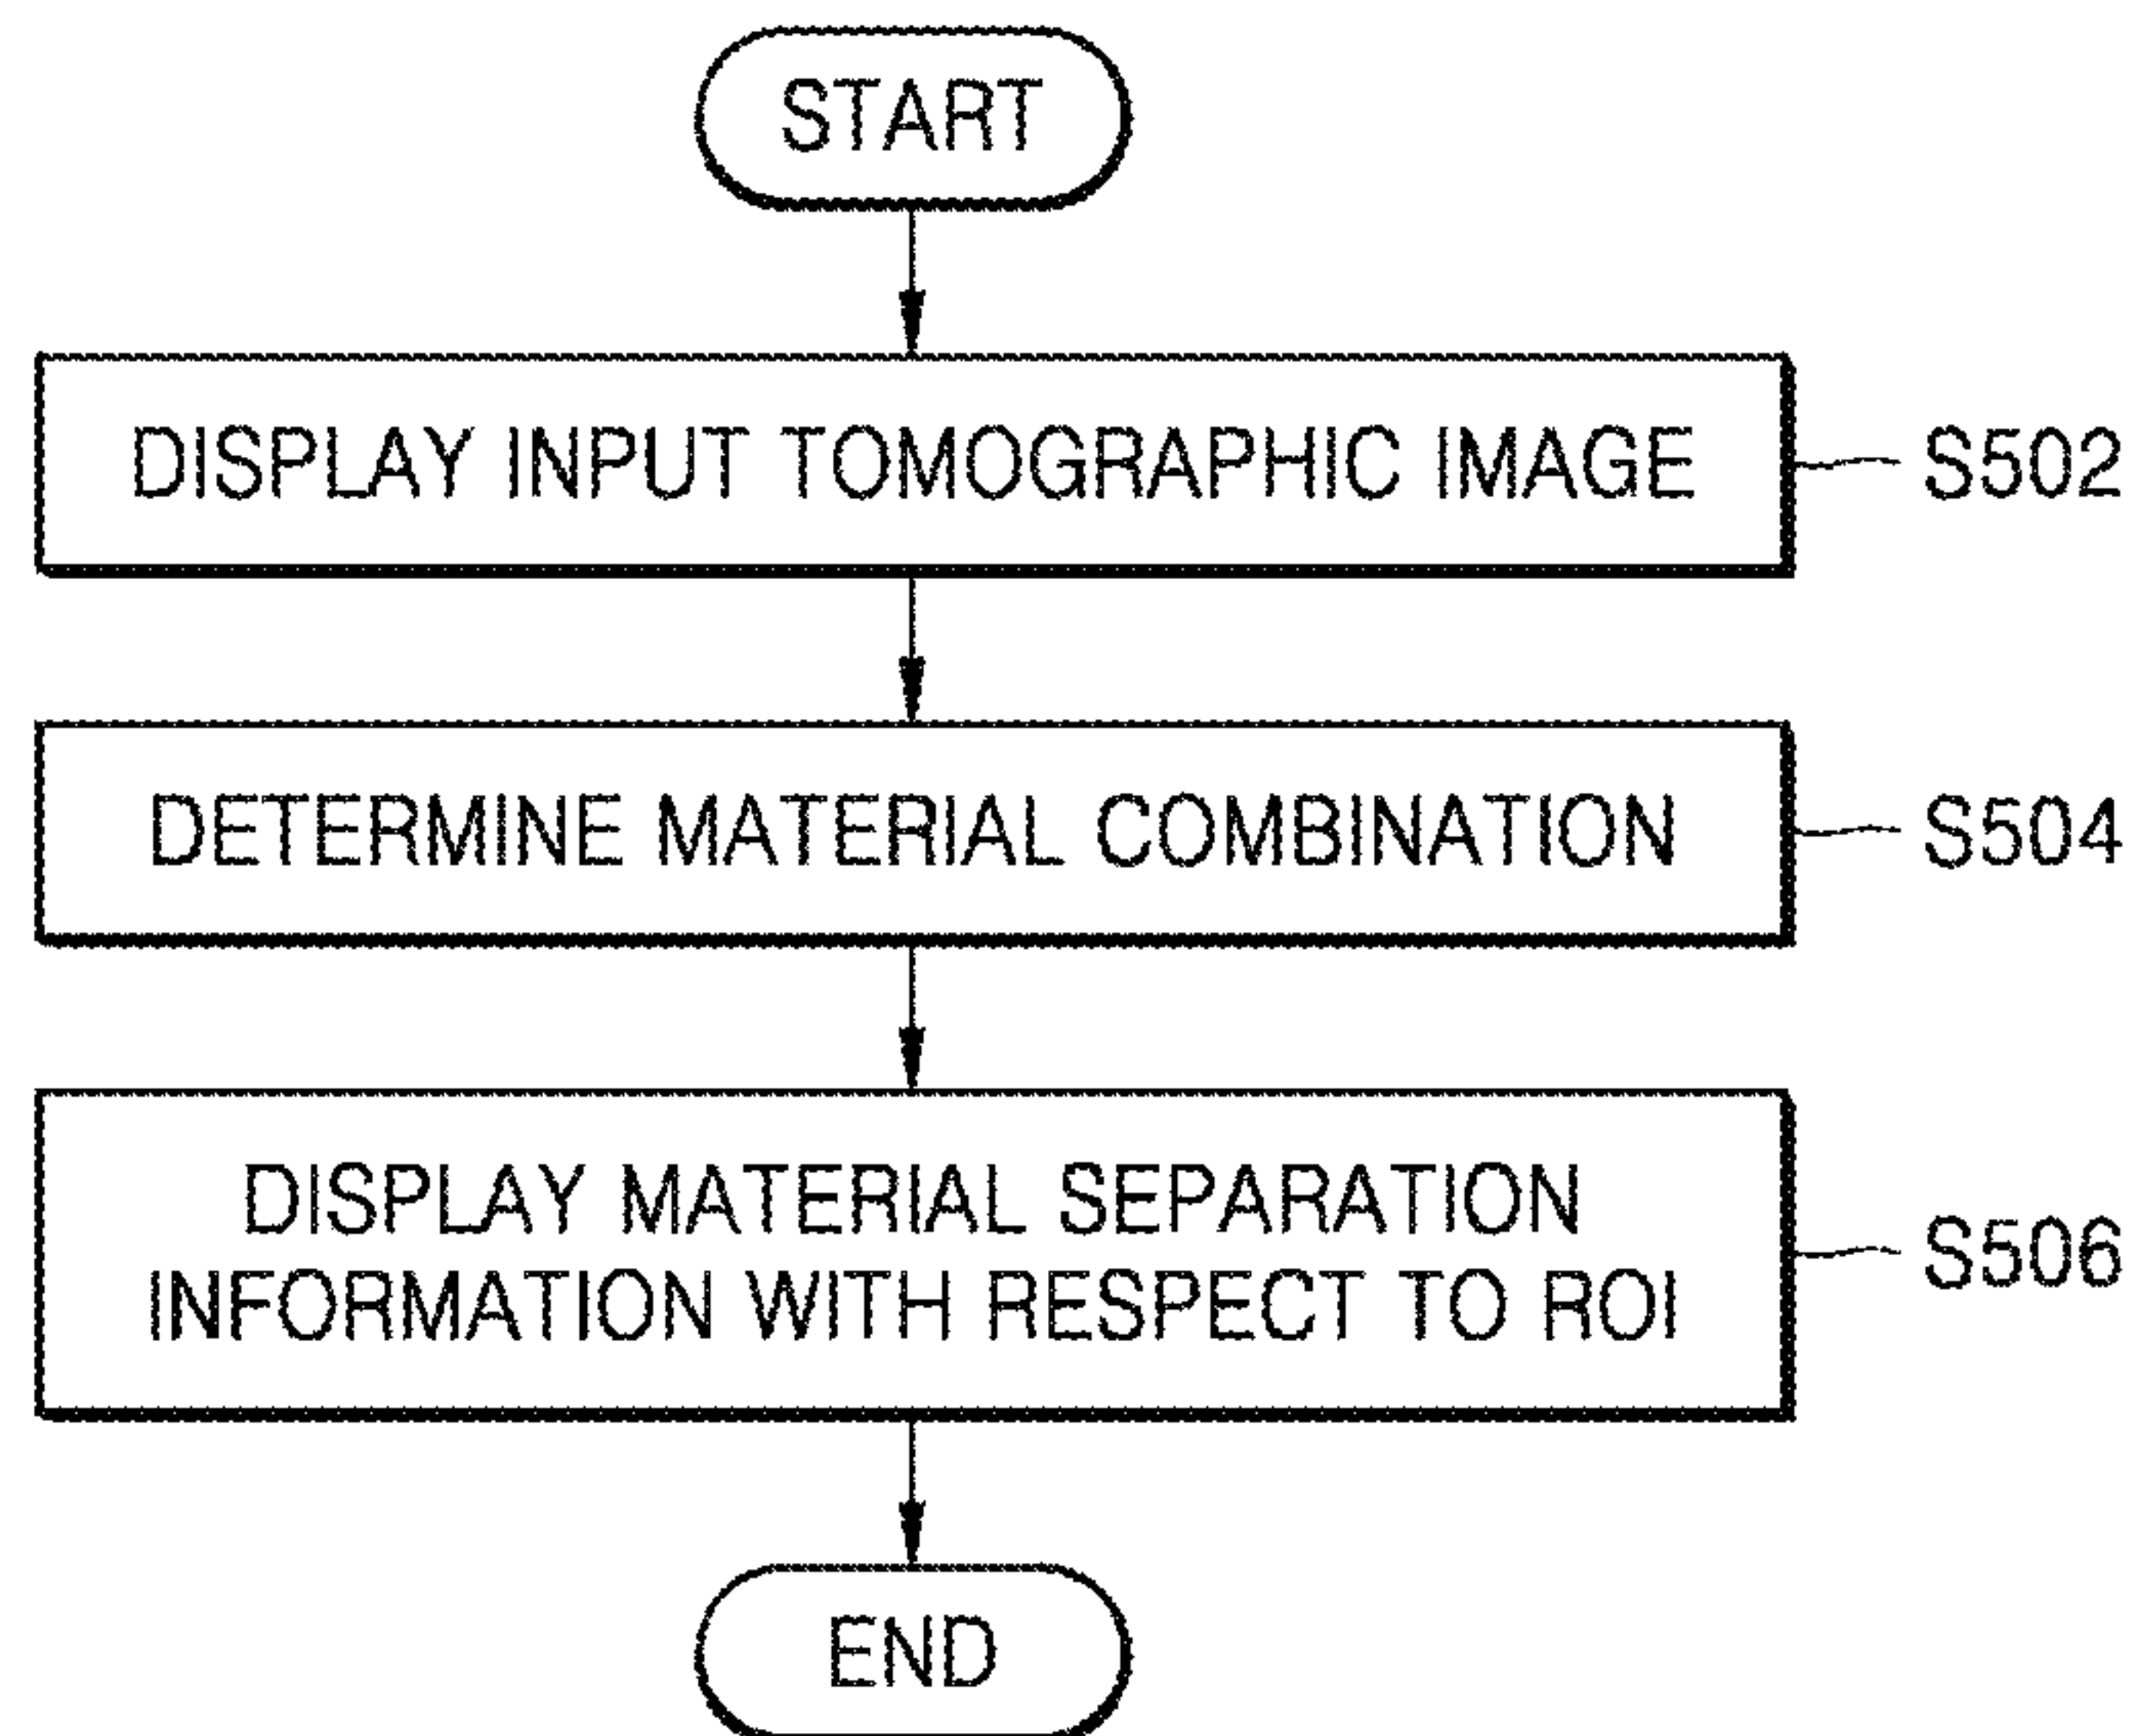 START
DISPLAY INPUT TOMOGRAPHIC IMAGE
S502
DETERMINE MATERIAL COMBINATION
S504
DISPLAY MATERIAL SEPARATION
INFORMATION WITH RESPECT TO ROI
S506
END